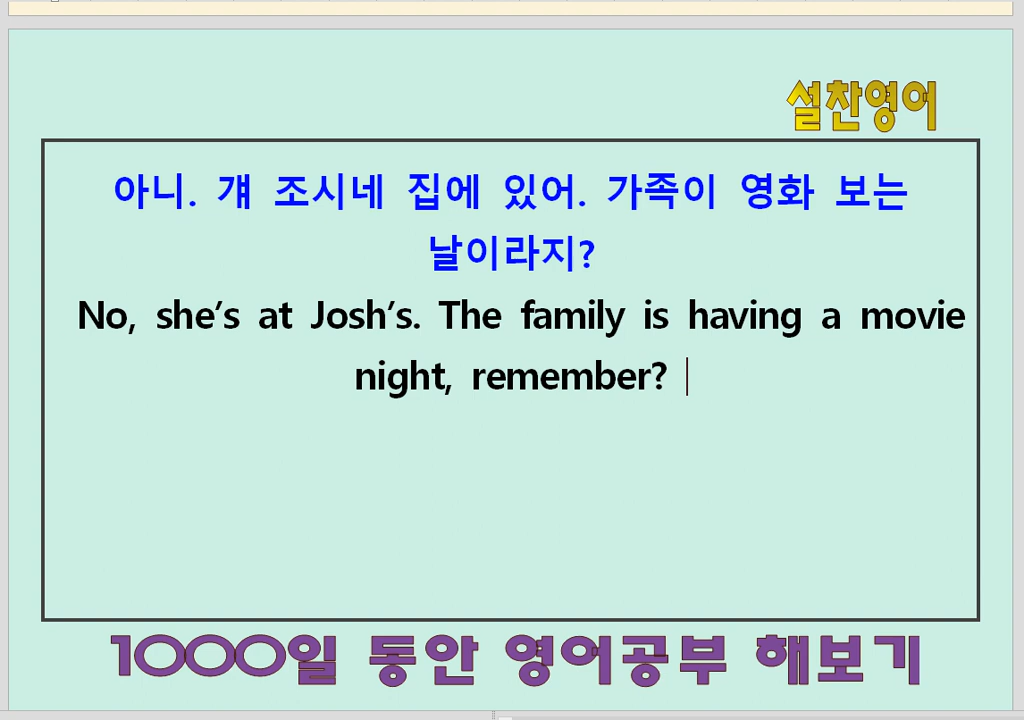 설찬영어
아니. 걔 조시네 집에 있어. 가족이 영화 보는
날이라지?
No, she's at Josh's. The family is having a movie
night, remember?
1000일 동안 영어공부 해보기